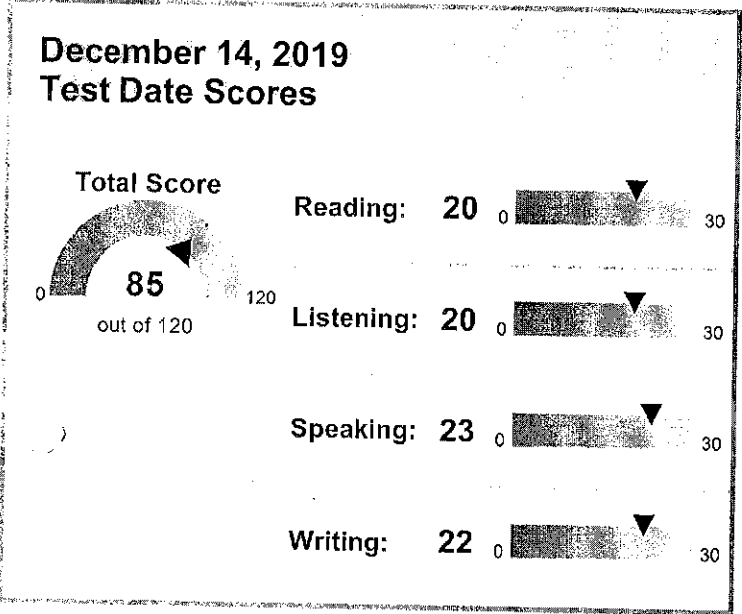 December 14, 2019
Test Date Scores
Total Score
0
85
120
out of 120
Reading: 20 0 30
Listening: 20 0 30
Speaking: 23 0 30
Writing: 22 0 30